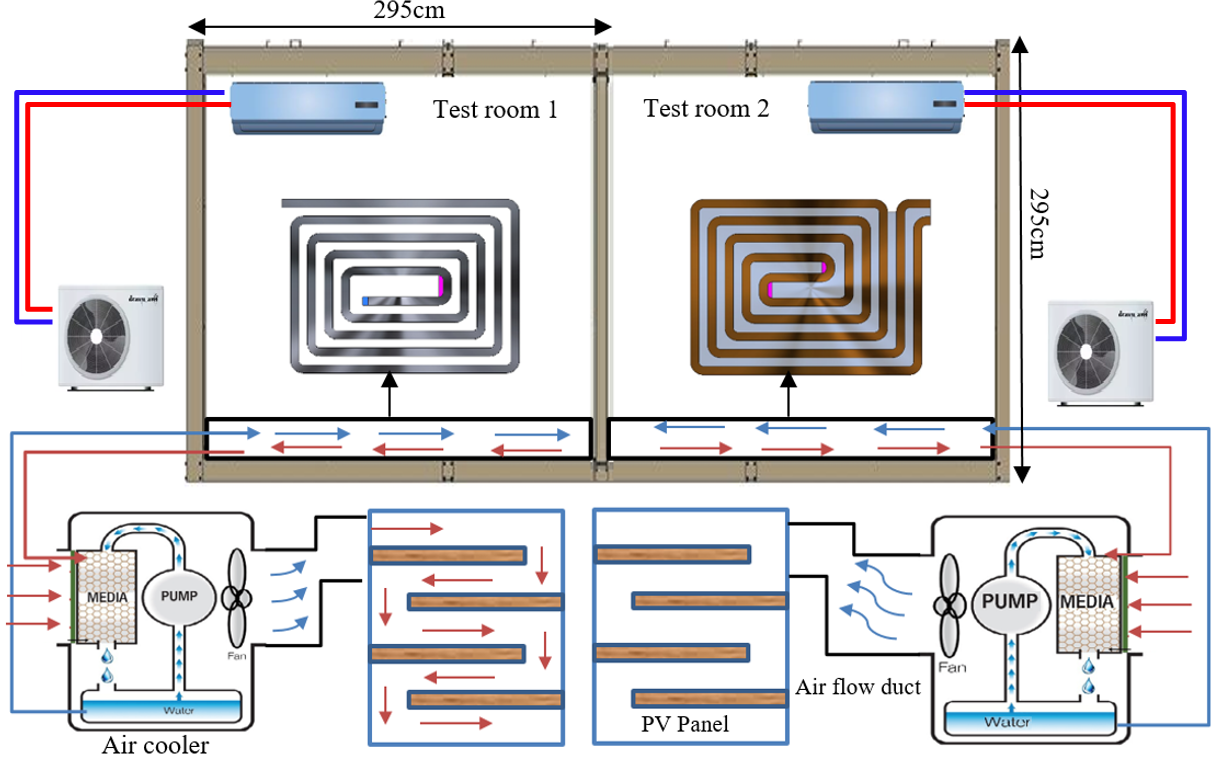 295cm
Test room 1
Test room 2
295cm
MEDIA
PUMP
Fan
Water
Air cooler
PV Panel
Air flow duct
Fan
PUMP
MEDIA
Water